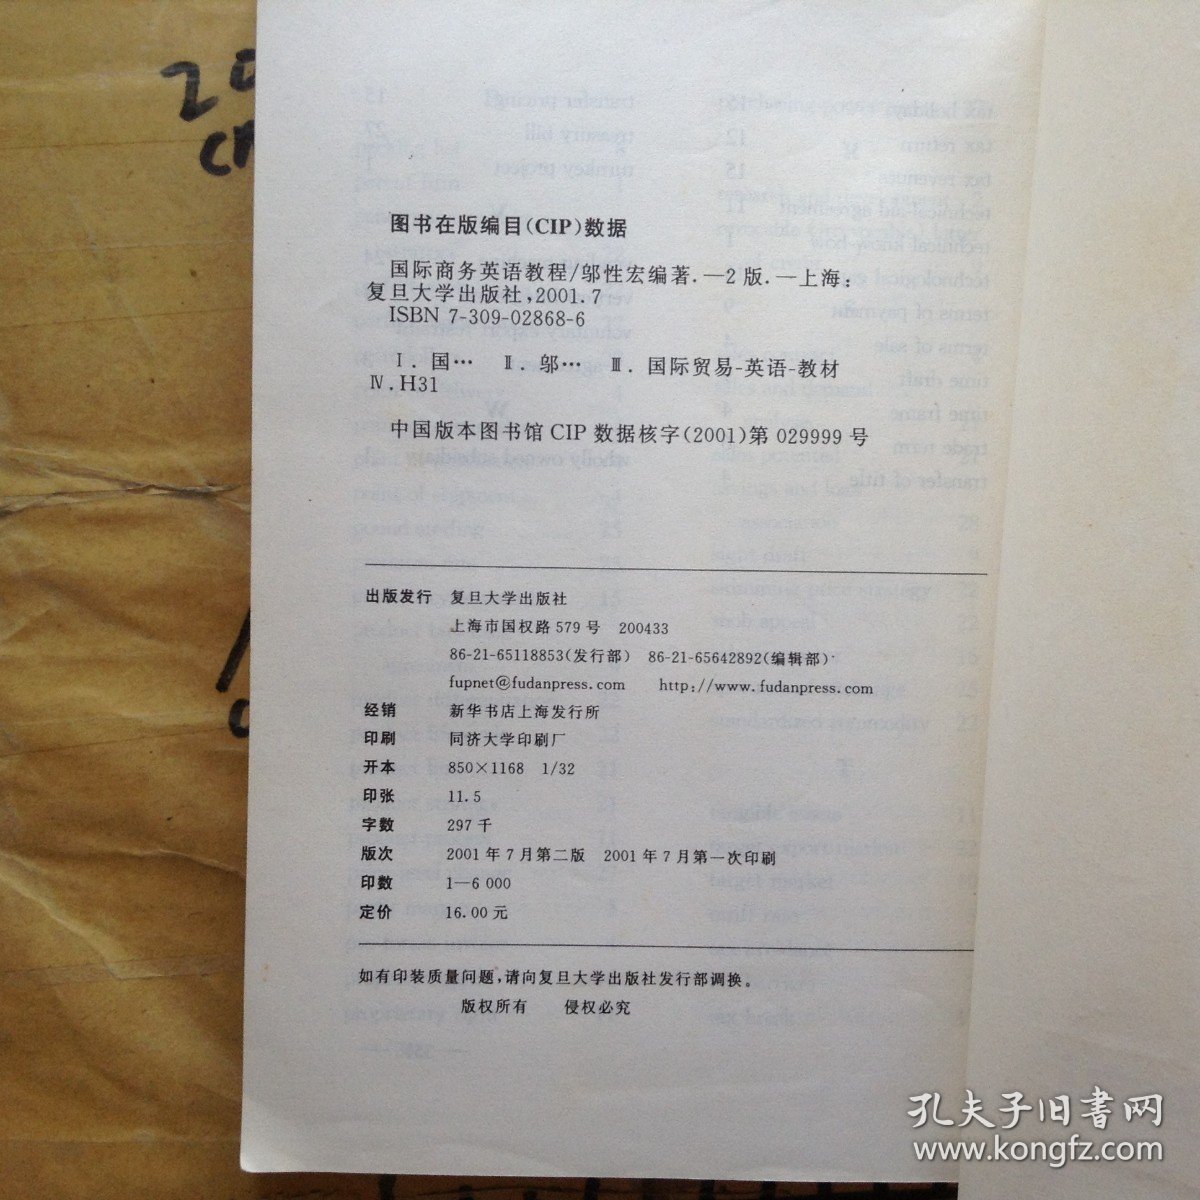 图书在版编目(CIP)数据
国际商务英语教程/邬性宏编著.—2版.—上海:
复旦大学出版社,2001.7
ISBN 7-309-02868-6
Ⅰ.国… Ⅱ.邬… Ⅲ.国际贸易-英语-教材
Ⅳ.H31
中国版本图书馆CIP数据核字(2001)第029999号
出版发行 复旦大学出版社
上海市国权路579号 200433
86-21-65118853(发行部) 86-21-65642892(编辑部)
fupnet@fudanpress.com http://www.fudanpress.com
经销 新华书店上海发行所
印刷 同济大学印刷厂
开本 850×1168 1/32
印张 11.5
字数 297千
版次 2001年7月第二版 2001年7月第一次印刷
印数 1—6 000
定价 16.00元
如有印装质量问题,请向复旦大学出版社发行部调换。
版权所有 侵权必究
孔夫子旧书网
www.kongfz.com